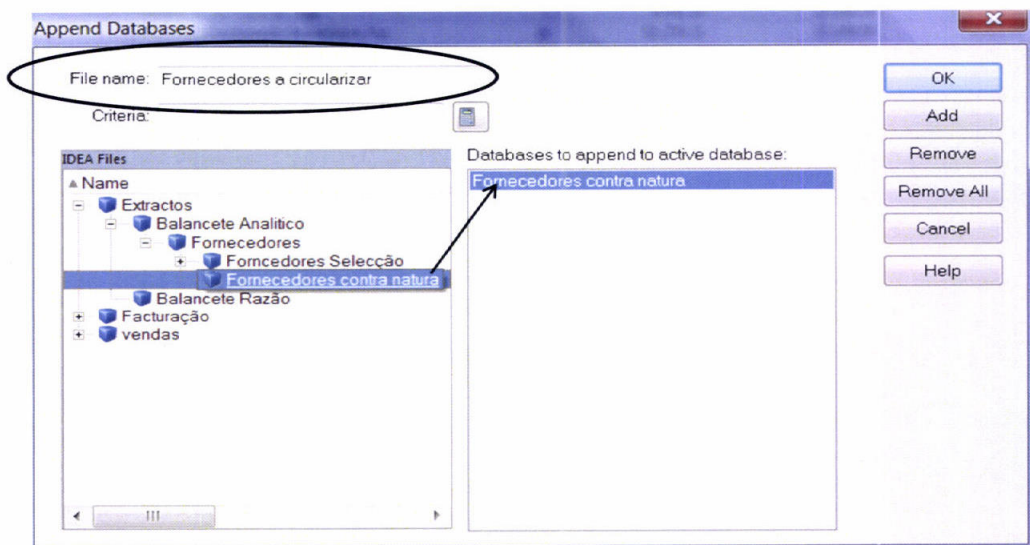 Append Databases
File name: Fornecedores a circularizar
OK
Criteria:
Add
IDEA Files
Databases to append to active database:
Remove
Name
Fornecedores contra natura
Extractos
Remove All
Balancete Analitico
Fornecedores
Cancel
Forncedores Selecção
Fornecedores contra natura
Help
Balancete Razão
Facturação
vendas